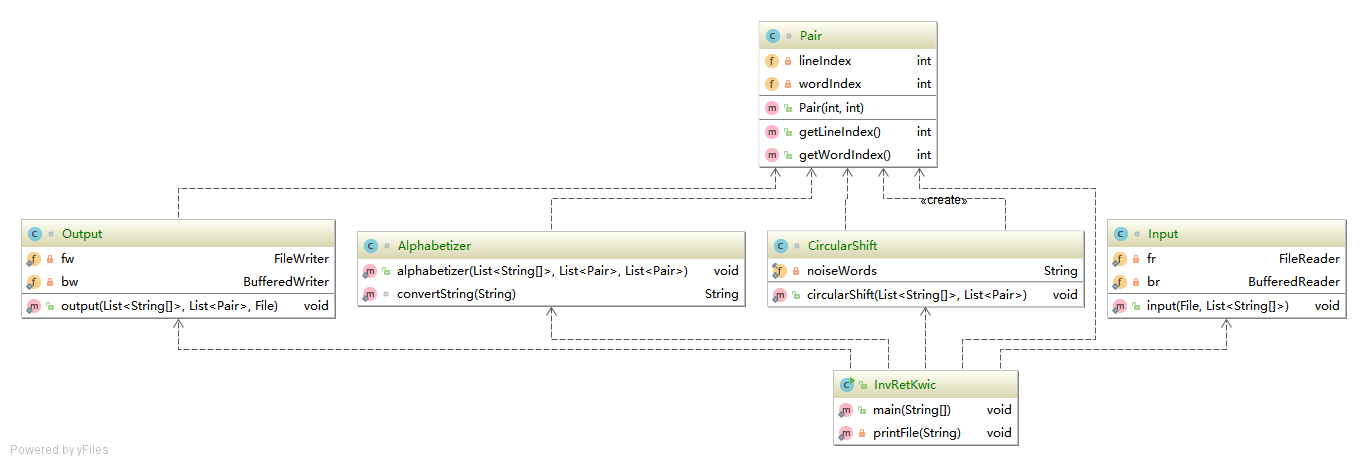 Pair
lineIndex int
wordIndex int
Pair(int, int)
getLineIndex() int
getWordIndex() int
«create»
Output
fw FileWriter
bw BufferedWriter
output(List<String[]>, List<Pair>, File) void
Alphabetizer
alphabetizer(List<String[]>, List<Pair>, List<Pair>) void
convertString(String) String
CircularShift
noiseWords String
circularShift(List<String[]>, List<Pair>) void
Input
fr FileReader
br BufferedReader
input(File, List<String[]>) void
InvRetKwic
main(String[]) void
printFile(String) void
Powered by yFiles